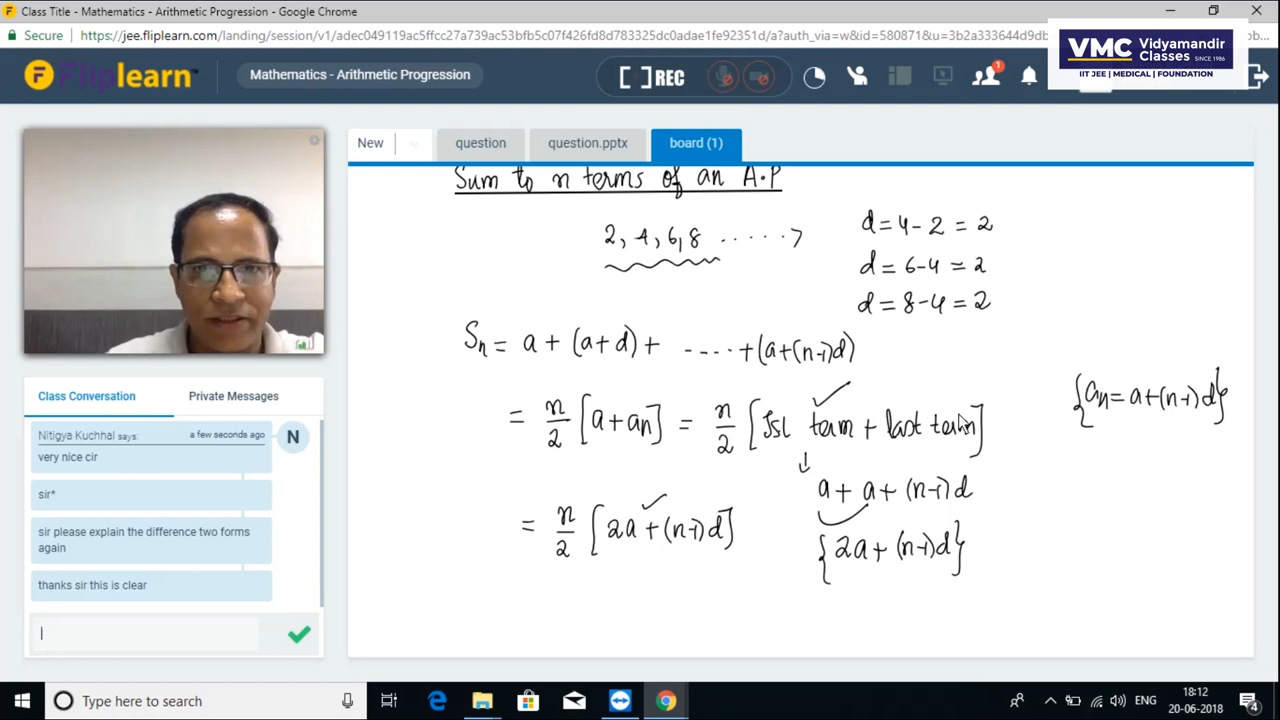 Class Title - Mathematics - Arithmetic Progression - Google Chrome
Secure | https://jee.fliplearn.com/landing/session/v1/adec049119ac5ffcc27a739ac53bfb5c07f426fd8d783325dc0adae1fe92351d/a?auth_via=w&id=580871&u=3b2a333644d9db
VMC Vidyamandir Classes SINCE 1986
IIT JEE | MEDICAL | FOUNDATION
Fliplearn
Mathematics - Arithmetic Progression
[ ] REC
1
New
question
question.pptx
board (1)
Sum to n terms of an A.P
2, 4, 6, 8 ......>
d = 4 - 2 = 2
d = 6 - 4 = 2
d = 8 - 4 = 2
Sn = a + (a+d) + ---- + (a+(n-1)d)
{an = a+(n-1)d}
= n/2 [a + an] = n/2 [Ist term + last term]
a + a + (n-1)d
= n/2 [2a + (n-1)d]
{2a + (n-1)d}
Class Conversation
Private Messages
Nitigya Kuchhal says: a few seconds ago
N
very nice cir
sir*
sir please explain the difference two forms
again
thanks sir this is clear
Type here to search
ENG
18:12
20-06-2018
4